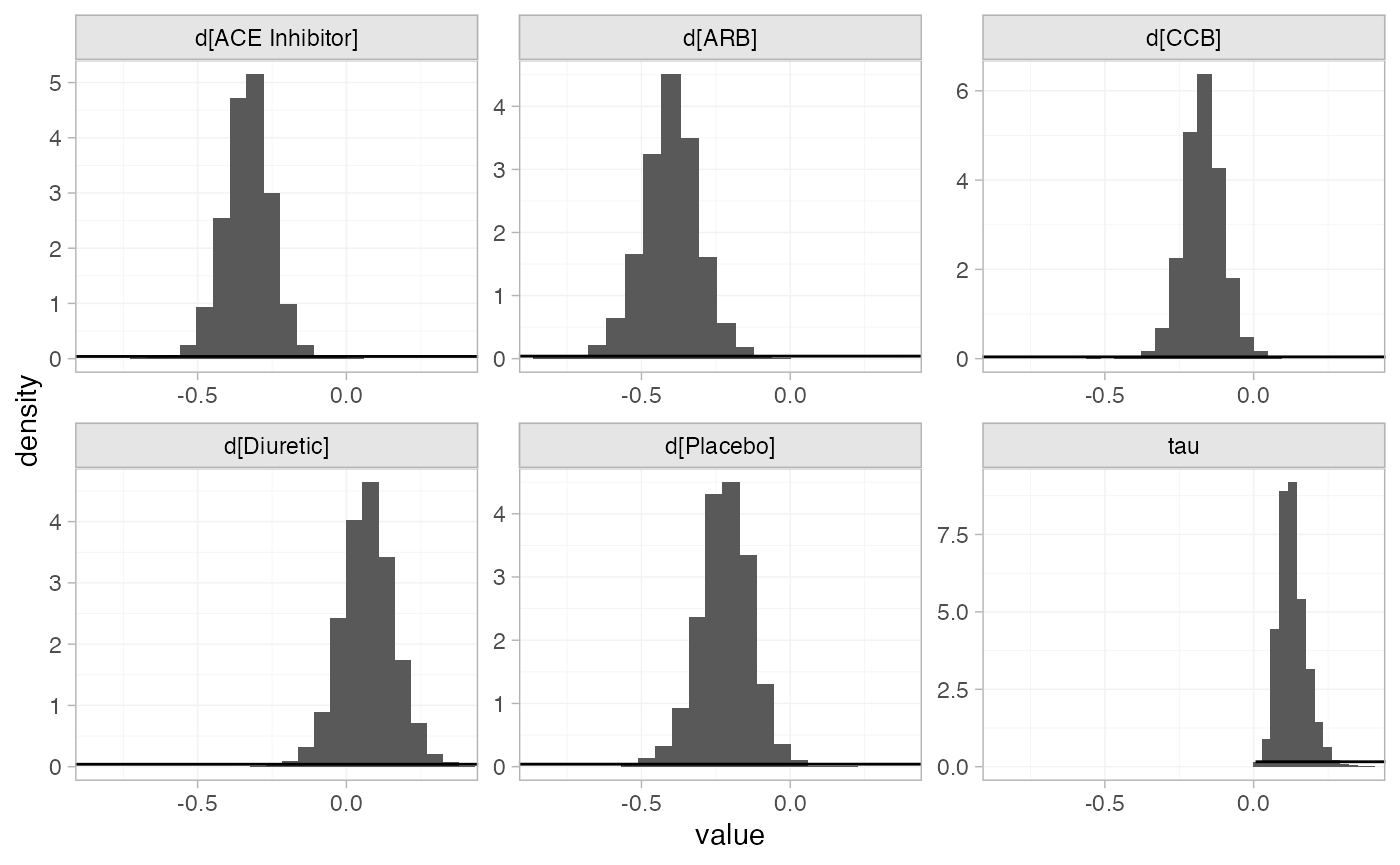 d[ACE Inhibitor] d[ARB] d[CCB]
5 4 3 2 1 0
4 3 2 1 0
6 4 2 0
-0.5 0.0 -0.5 0.0 -0.5 0.0
density
d[Diuretic] d[Placebo] tau
4 3 2 1 0
4 3 2 1 0
7.5 5.0 2.5 0.0
-0.5 0.0 -0.5 0.0 -0.5 0.0
value